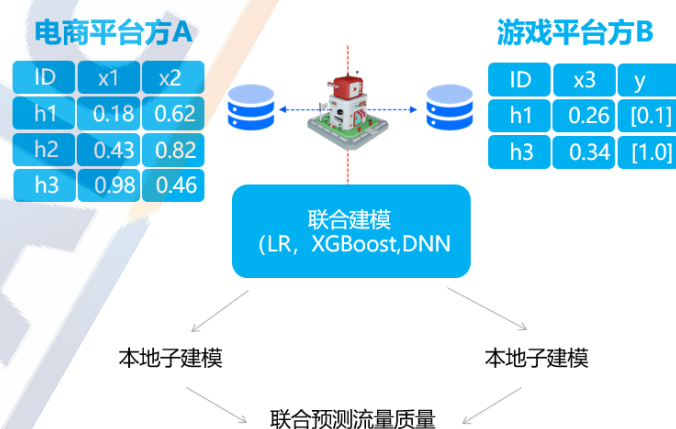 电商平台方A
ID x1 x2
h1 0.18 0.62
h2 0.43 0.82
h3 0.98 0.46
游戏平台方B
ID x3 y
h1 0.26 [0.1]
h3 0.34 [1.0]
联合建模
(LR，XGBoost,DNN
本地子建模
本地子建模
联合预测流量质量